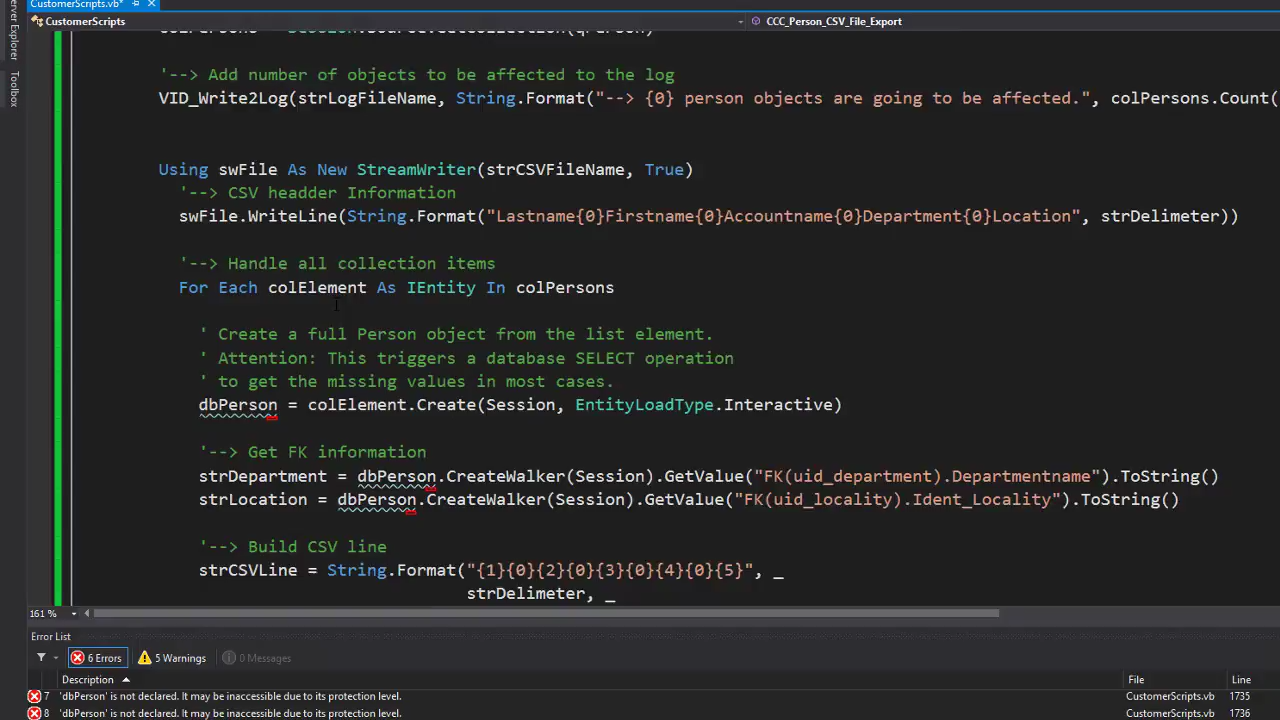 CustomerScripts.vb*
CustomerScripts
CCC_Person_CSV_File_Export
Server Explorer
Toolbox
'--> Add number of objects to be affected to the log
VID_Write2Log(strLogFileName, String.Format("--> {0} person objects are going to be affected.", colPersons.Count(
Using swFile As New StreamWriter(strCSVFileName, True)
'--> CSV headder Information
swFile.WriteLine(String.Format("Lastname{0}Firstname{0}Accountname{0}Department{0}Location", strDelimeter))
'--> Handle all collection items
For Each colElement As IEntity In colPersons
' Create a full Person object from the list element.
' Attention: This triggers a database SELECT operation
' to get the missing values in most cases.
dbPerson = colElement.Create(Session, EntityLoadType.Interactive)
'--> Get FK information
strDepartment = dbPerson.CreateWalker(Session).GetValue("FK(uid_department).Departmentname").ToString()
strLocation = dbPerson.CreateWalker(Session).GetValue("FK(uid_locality).Ident_Locality").ToString()
'--> Build CSV line
strCSVLine = String.Format("{1}{0}{2}{0}{3}{0}{4}{0}{5}", _
strDelimeter, _
161 %
Error List
6 Errors 5 Warnings 0 Messages
Description File Line
7 'dbPerson' is not declared. It may be inaccessible due to its protection level. CustomerScripts.vb 1735
8 'dbPerson' is not declared. It may be inaccessible due to its protection level. CustomerScripts.vb 1736